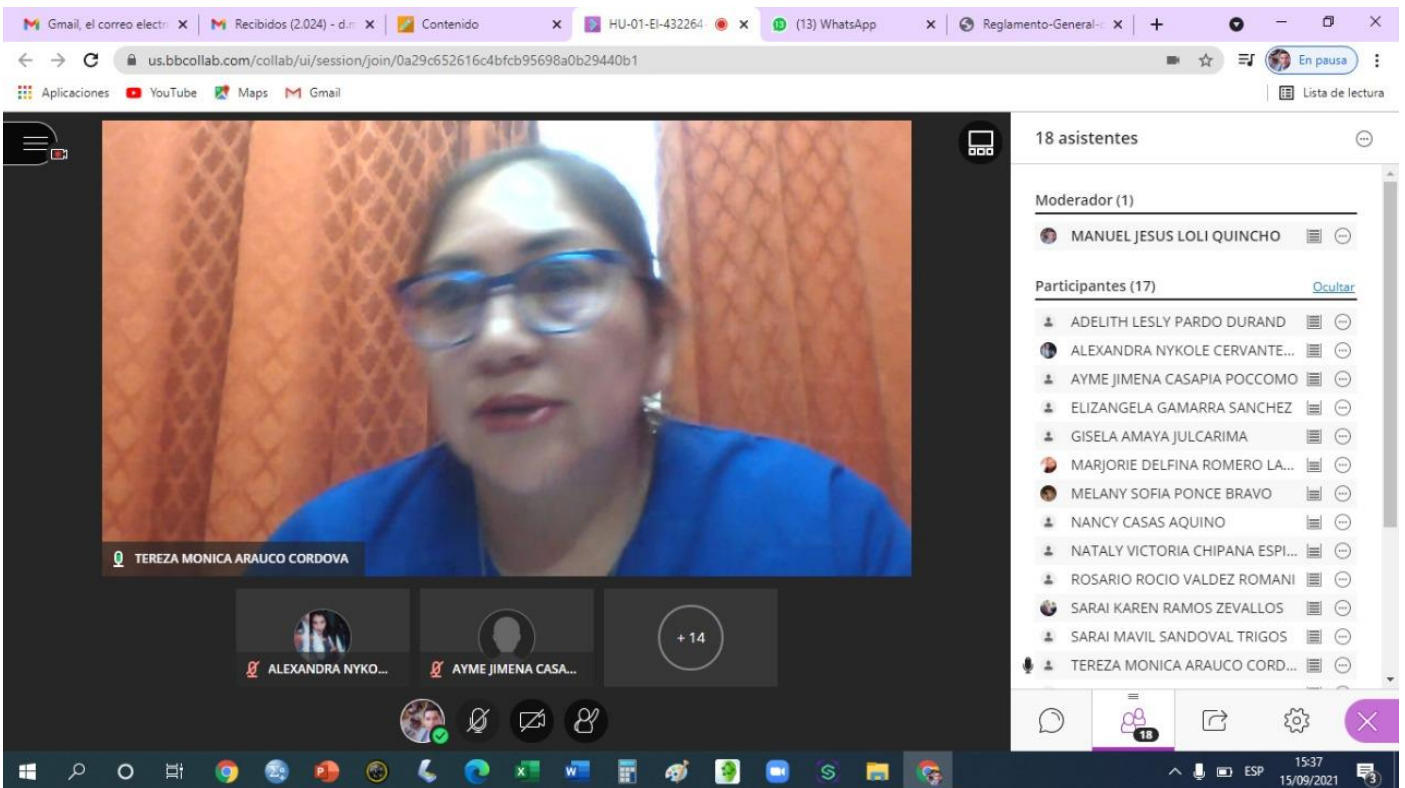 Gmail, el correo electr
Recibidos (2.024) - d.m
Contenido
HU-01-EI-432264-
(13) WhatsApp
Reglamento-General-
us.bbcollab.com/collab/ui/session/join/0a29c652616c4bfcb95698a0b29440b1
En pausa
Aplicaciones
YouTube
Maps
Gmail
Lista de lectura
18 asistentes
Moderador (1)
MANUEL JESUS LOLI QUINCHO
Participantes (17)
Ocultar
ADELITH LESLY PARDO DURAND
ALEXANDRA NYKOLE CERVANTE...
AYME JIMENA CASAPIA POCCOMO
ELIZANGELA GAMARRA SANCHEZ
GISELA AMAYA JULCARIMA
MARJORIE DELFINA ROMERO LA...
MELANY SOFIA PONCE BRAVO
NANCY CASAS AQUINO
NATALY VICTORIA CHIPANA ESPI...
ROSARIO ROCIO VALDEZ ROMANI
SARAI KAREN RAMOS ZEVALLOS
SARAI MAVIL SANDOVAL TRIGOS
TEREZA MONICA ARAUCO CORD...
TEREZA MONICA ARAUCO CORDOVA
ALEXANDRA NYKO...
AYME JIMENA CASA...
+ 14
18
ESP
15:37
15/09/2021
3